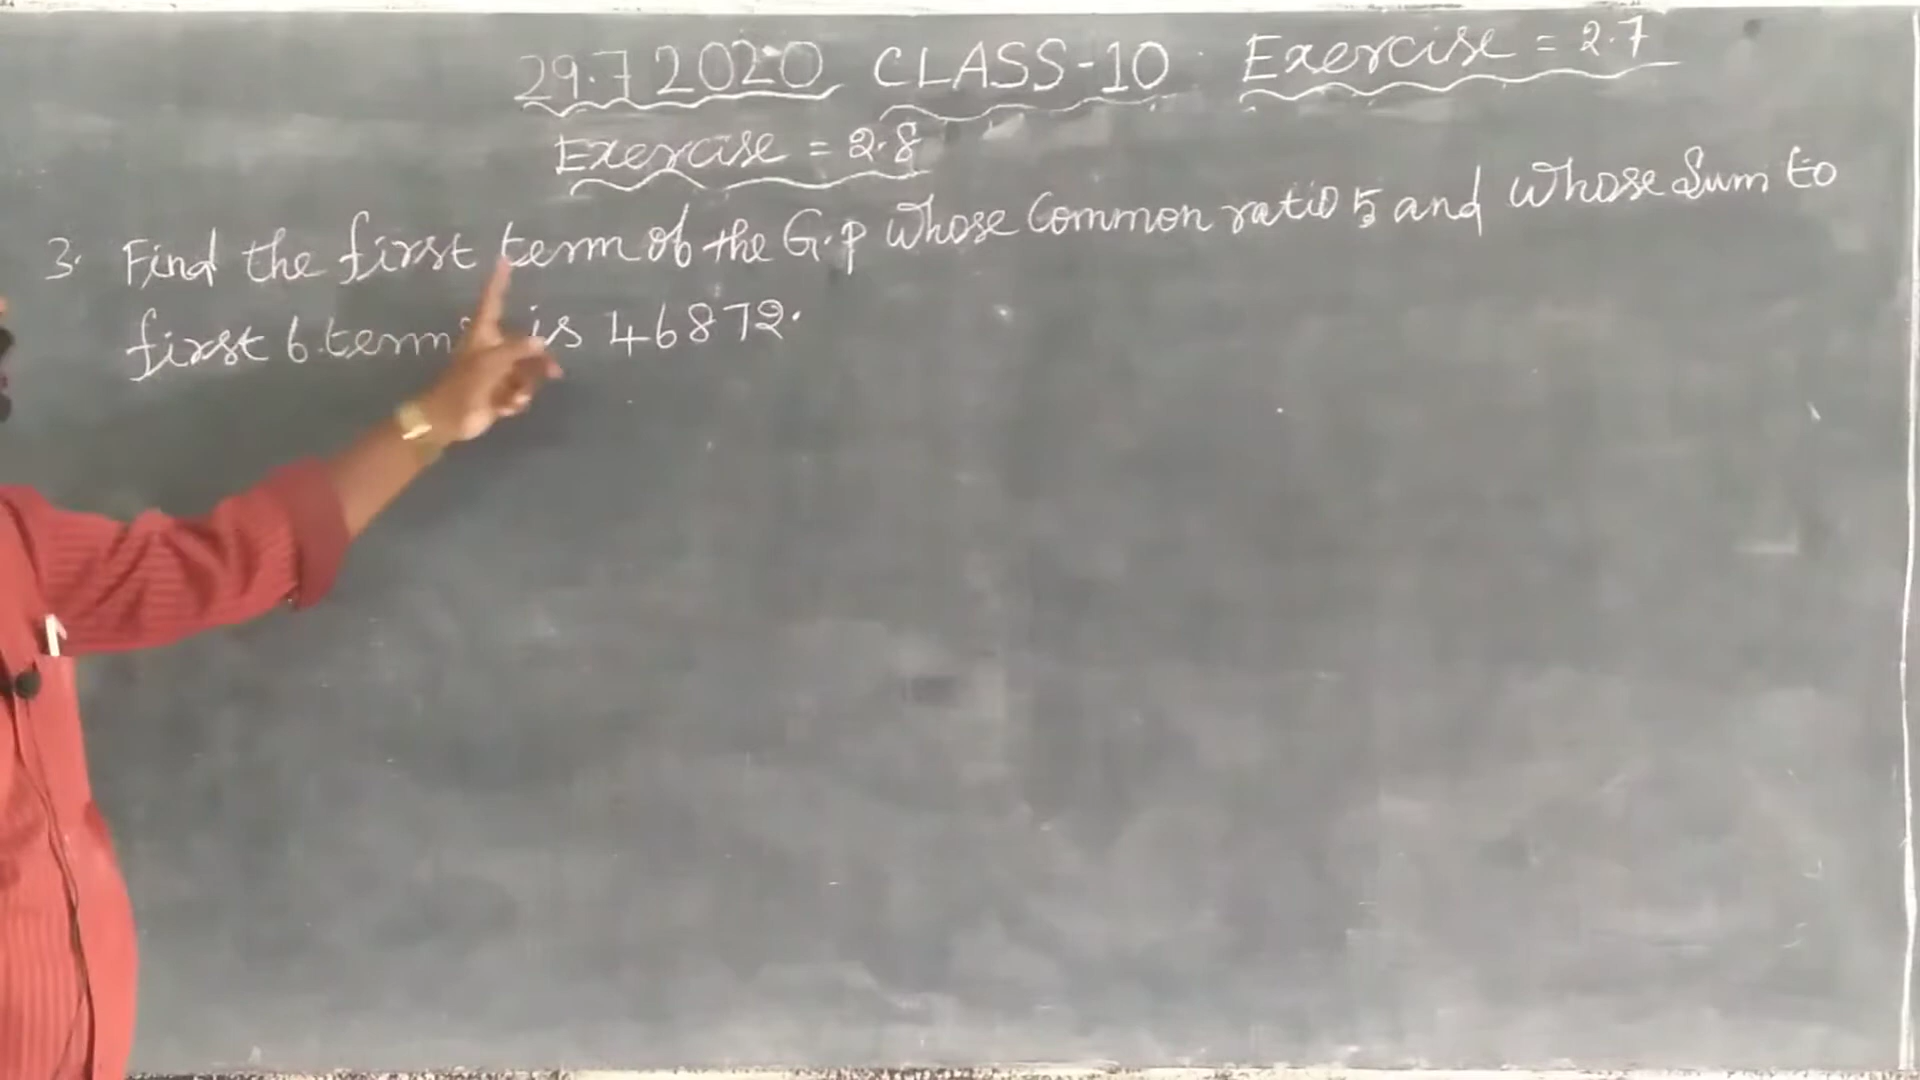 29.7 2020 CLASS-10 Exercise = 2.7
Exercise = 2.8
3. Find the first term of the G.P whose Common ratio 5 and whose Sum to
first 6 terms is 46872.